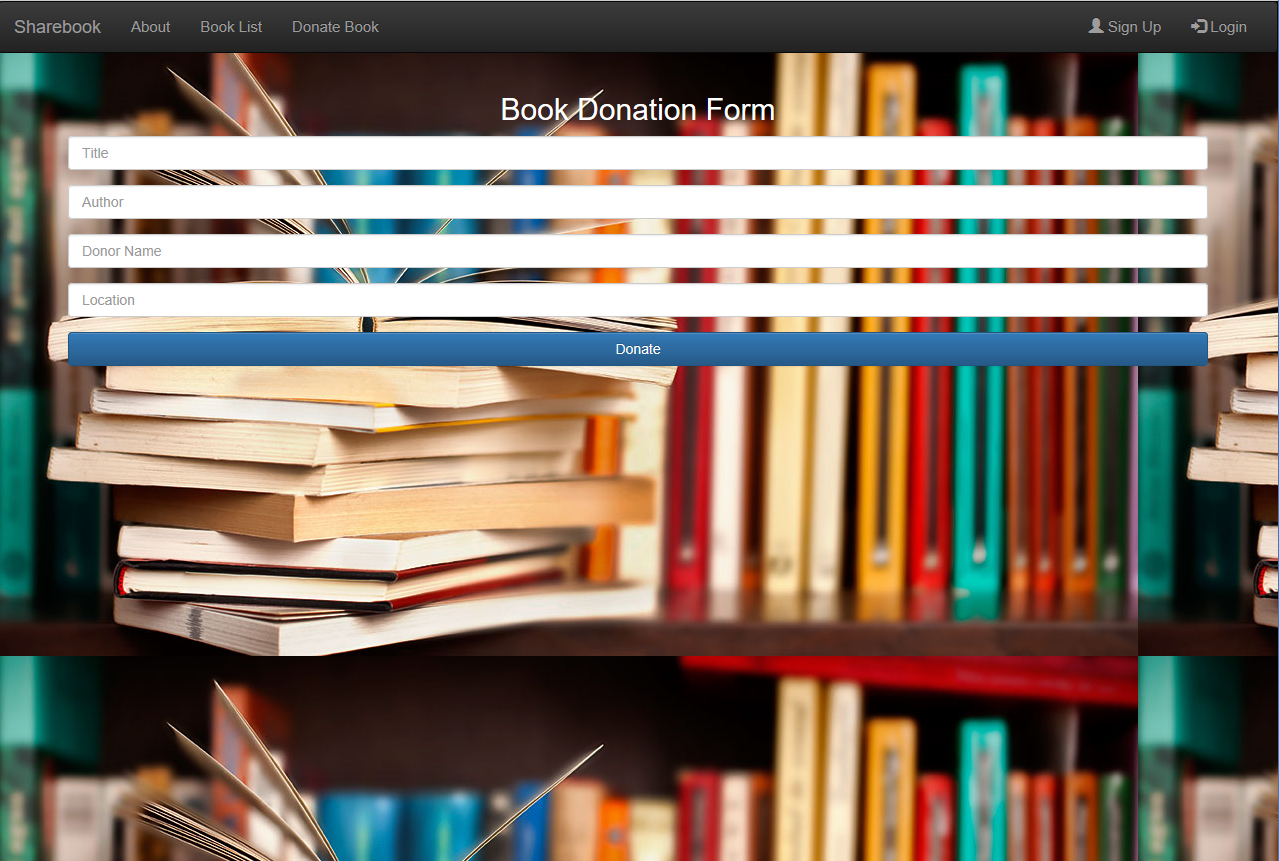 Sharebook About Book List Donate Book Sign Up Login
Book Donation Form
Title
Author
Donor Name
Location
Donate